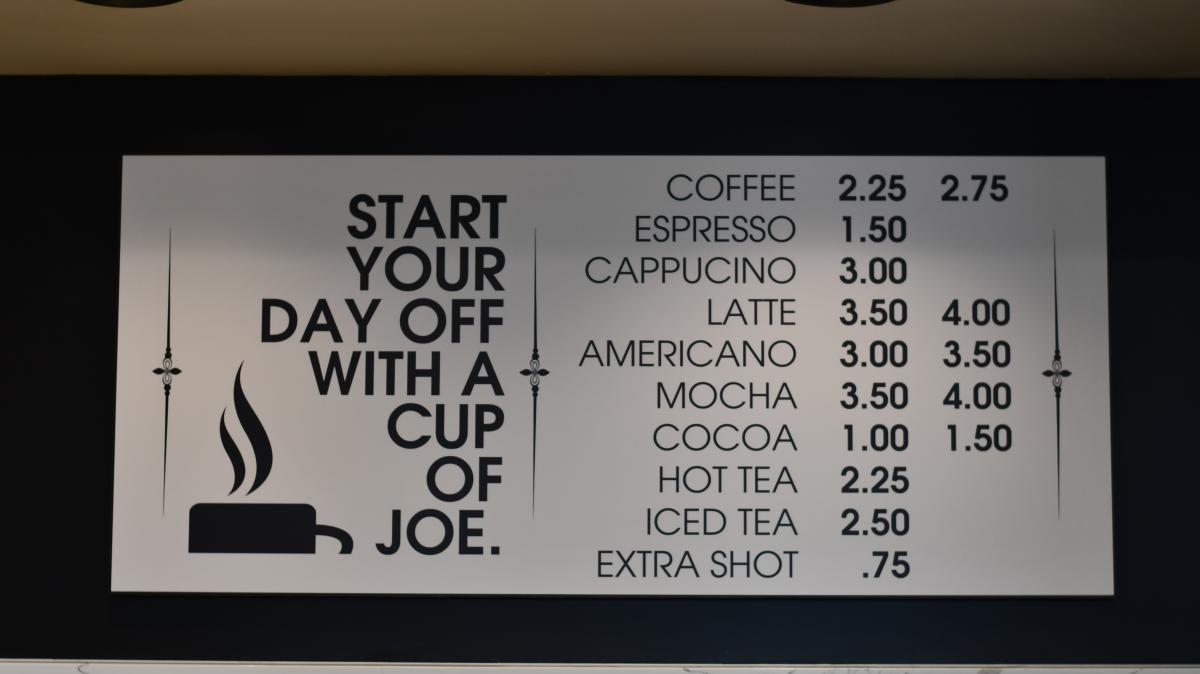 START
YOUR
DAY OFF
WITH A
CUP
OF
JOE.
COFFEE 2.25 2.75
ESPRESSO 1.50
CAPPUCINO 3.00
LATTE 3.50 4.00
AMERICANO 3.00 3.50
MOCHA 3.50 4.00
COCOA 1.00 1.50
HOT TEA 2.25
ICED TEA 2.50
EXTRA SHOT .75